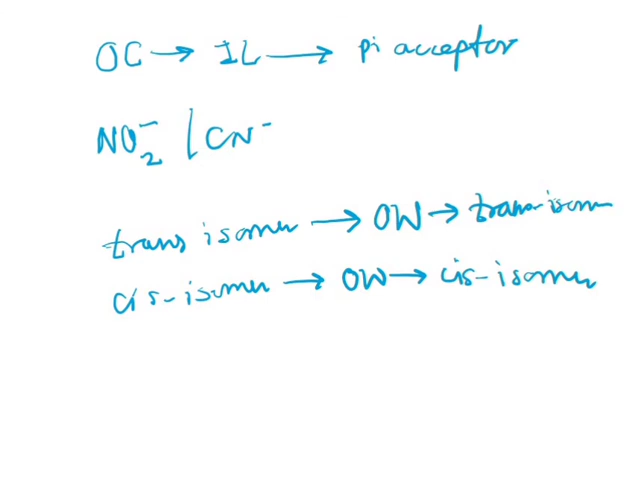 OC → IL → pi acceptor
NO₂⁻ | CN⁻
trans isomer → OW → trans-isomer
cis-isomer → OW → cis-isomer